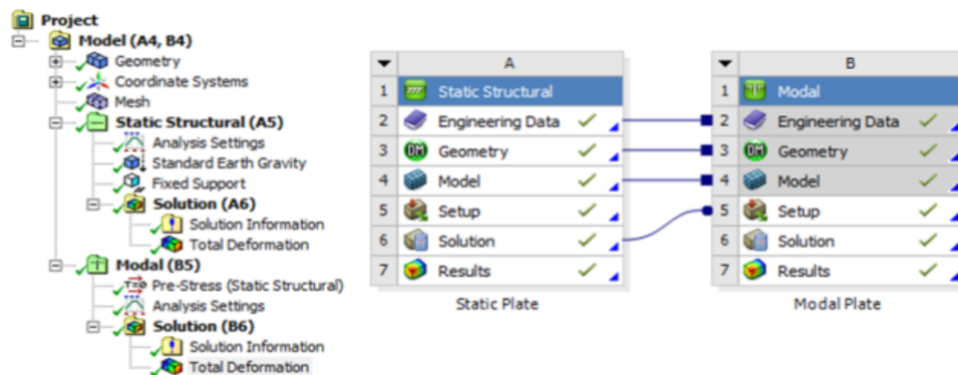 Project
Model (A4, B4)
Geometry
Coordinate Systems
Mesh
Static Structural (A5)
Analysis Settings
Standard Earth Gravity
Fixed Support
Solution (A6)
Solution Information
Total Deformation
Modal (B5)
T=0 Pre-Stress (Static Structural)
Analysis Settings
Solution (B6)
Solution Information
Total Deformation
A
1 Static Structural
2 Engineering Data
3 DM Geometry
4 Model
5 Setup
6 Solution
7 Results
Static Plate
B
1 Modal
2 Engineering Data
3 DM Geometry
4 Model
5 Setup
6 Solution
7 Results
Modal Plate